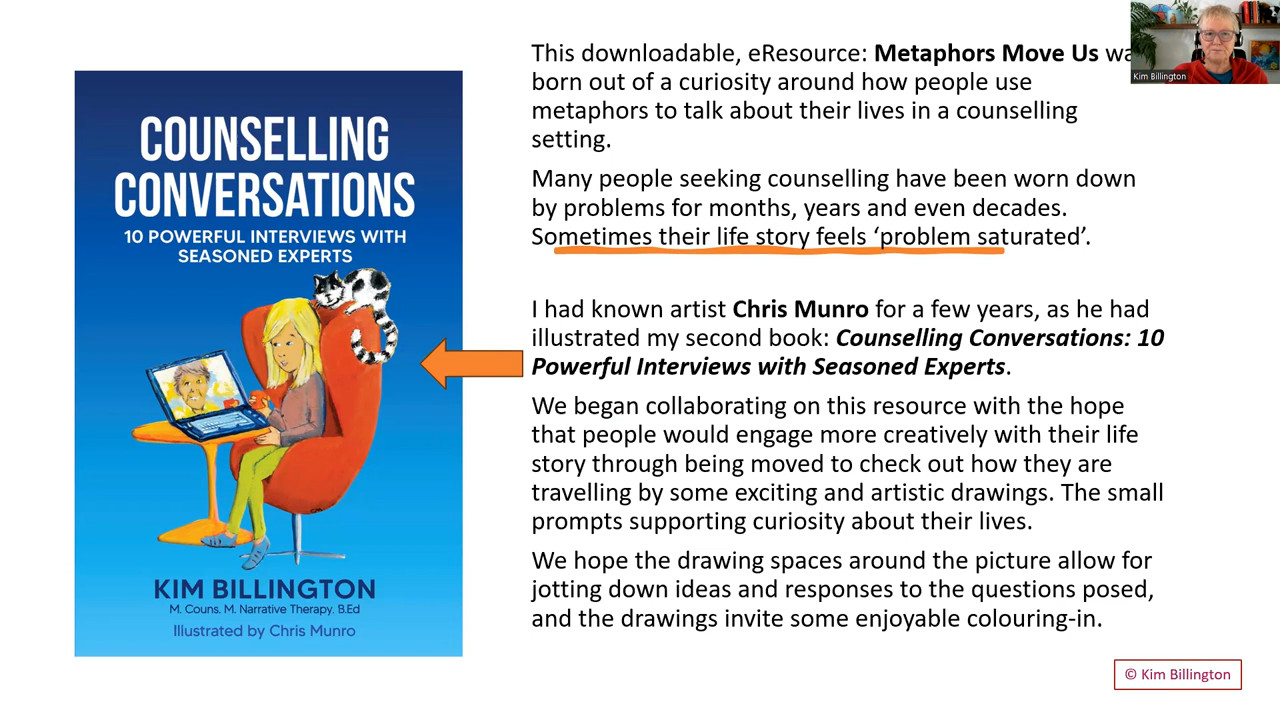 COUNSELLING
CONVERSATIONS
10 POWERFUL INTERVIEWS WITH
SEASONED EXPERTS
KIM BILLINGTON
M. Couns. M. Narrative Therapy. B.Ed
Illustrated by Chris Munro
This downloadable, eResource: Metaphors Move Us
born out of a curiosity around how people use
metaphors to talk about their lives in a counselling
setting.
Many people seeking counselling have been worn down
by problems for months, years and even decades.
Sometimes their life story feels ‘problem saturated’.
I had known artist Chris Munro for a few years, as he had
illustrated my second book: Counselling Conversations: 10
Powerful Interviews with Seasoned Experts.
We began collaborating on this resource with the hope
that people would engage more creatively with their life
story through being moved to check out how they are
travelling by some exciting and artistic drawings. The small
prompts supporting curiosity about their lives.
We hope the drawing spaces around the picture allow for
jotting down ideas and responses to the questions posed,
and the drawings invite some enjoyable colouring-in.
Kim Billington
© Kim Billington